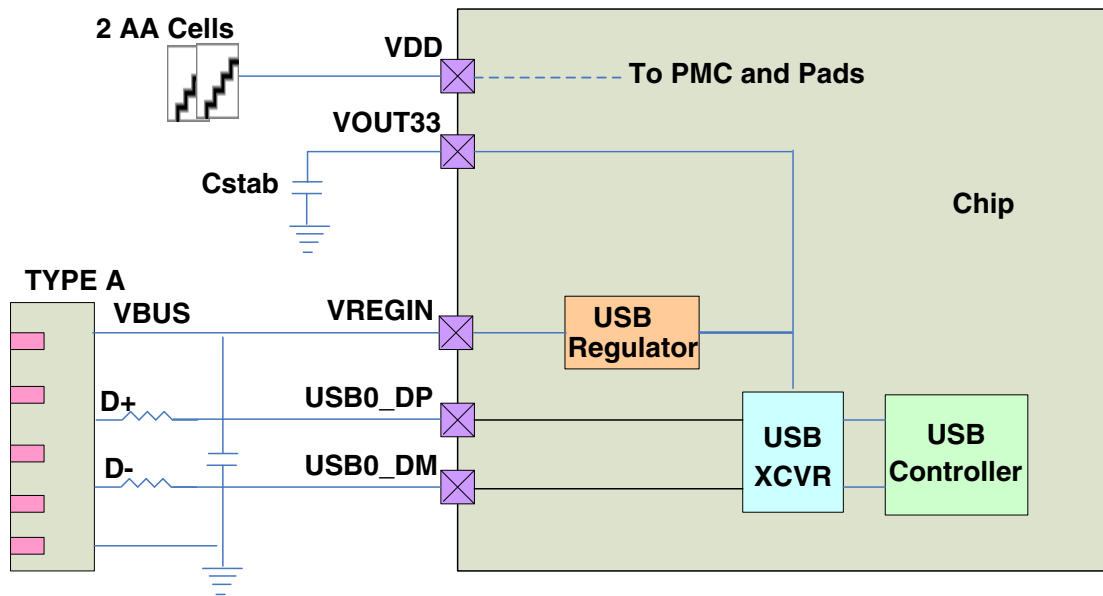 2 AA Cells
VDD
To PMC and Pads
VOUT33
Cstab
Chip
TYPE A
VBUS
VREGIN
USB
Regulator
D+
USB0_DP
D-
USB0_DM
USB
XCVR
USB
Controller